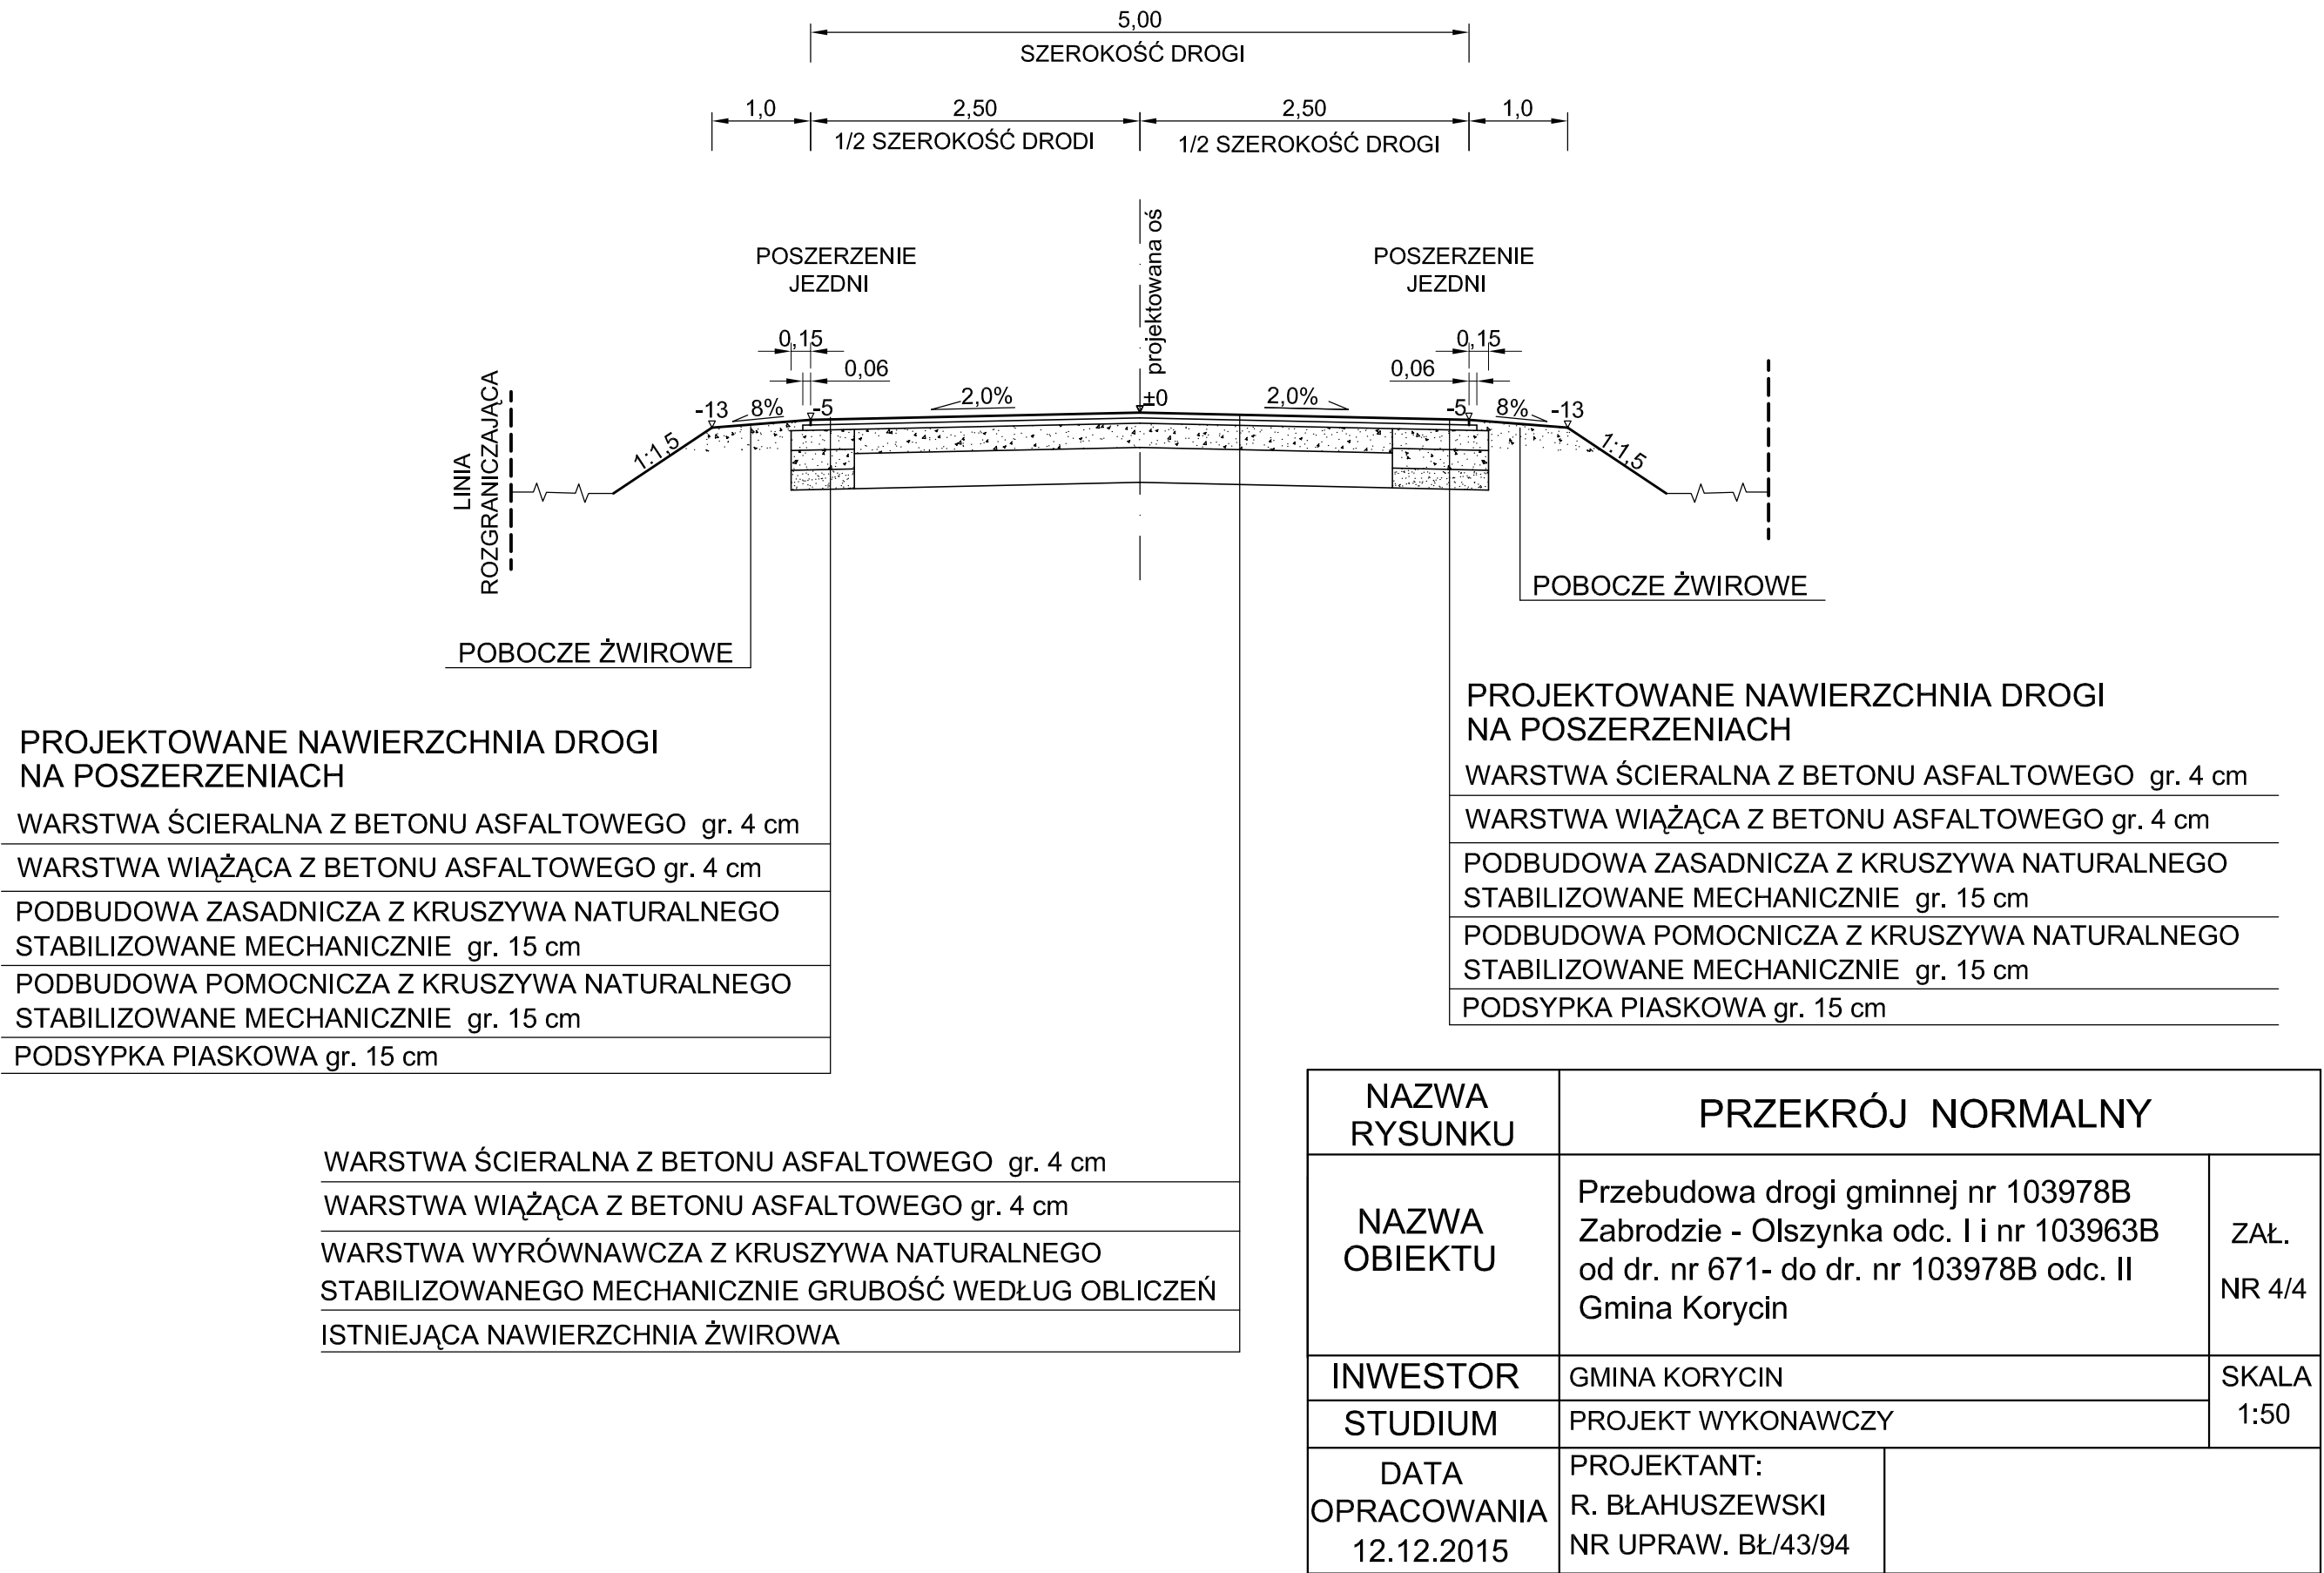 5,00
SZEROKOŚĆ DROGI
1,0
2,50
2,50
1,0
1/2 SZEROKOŚĆ DRODI
1/2 SZEROKOŚĆ DROGI
projektowana oś
POSZERZENIE
JEZDNI
POSZERZENIE
JEZDNI
0,15
0,06
0,15
0,06
-13
8%
-5
2,0%
±0
2,0%
-5
8%
-13
1:1,5
1:1,5
LINIA
ROZGRANICZAJĄCA
POBOCZE ŻWIROWE
POBOCZE ŻWIROWE
PROJEKTOWANE NAWIERZCHNIA DROGI
NA POSZERZENIACH
WARSTWA ŚCIERALNA Z BETONU ASFALTOWEGO gr. 4 cm
WARSTWA WIĄŻĄCA Z BETONU ASFALTOWEGO gr. 4 cm
PODBUDOWA ZASADNICZA Z KRUSZYWA NATURALNEGO
STABILIZOWANE MECHANICZNIE gr. 15 cm
PODBUDOWA POMOCNICZA Z KRUSZYWA NATURALNEGO
STABILIZOWANE MECHANICZNIE gr. 15 cm
PODSYPKA PIASKOWA gr. 15 cm
PROJEKTOWANE NAWIERZCHNIA DROGI
NA POSZERZENIACH
WARSTWA ŚCIERALNA Z BETONU ASFALTOWEGO gr. 4 cm
WARSTWA WIĄŻĄCA Z BETONU ASFALTOWEGO gr. 4 cm
PODBUDOWA ZASADNICZA Z KRUSZYWA NATURALNEGO
STABILIZOWANE MECHANICZNIE gr. 15 cm
PODBUDOWA POMOCNICZA Z KRUSZYWA NATURALNEGO
STABILIZOWANE MECHANICZNIE gr. 15 cm
PODSYPKA PIASKOWA gr. 15 cm
WARSTWA ŚCIERALNA Z BETONU ASFALTOWEGO gr. 4 cm
WARSTWA WIĄŻĄCA Z BETONU ASFALTOWEGO gr. 4 cm
WARSTWA WYRÓWNAWCZA Z KRUSZYWA NATURALNEGO
STABILIZOWANEGO MECHANICZNIE GRUBOŚĆ WEDŁUG OBLICZEŃ
ISTNIEJĄCA NAWIERZCHNIA ŻWIROWA
NAZWA
RYSUNKU
PRZEKRÓJ NORMALNY
NAZWA
OBIEKTU
Przebudowa drogi gminnej nr 103978B
Zabrodzie - Olszynka odc. I i nr 103963B
od dr. nr 671- do dr. nr 103978B odc. II
Gmina Korycin
ZAŁ.
NR 4/4
INWESTOR
GMINA KORYCIN
SKALA
1:50
STUDIUM
PROJEKT WYKONAWCZY
DATA
OPRACOWANIA
12.12.2015
PROJEKTANT:
R. BŁAHUSZEWSKI
NR UPRAW. BŁ/43/94